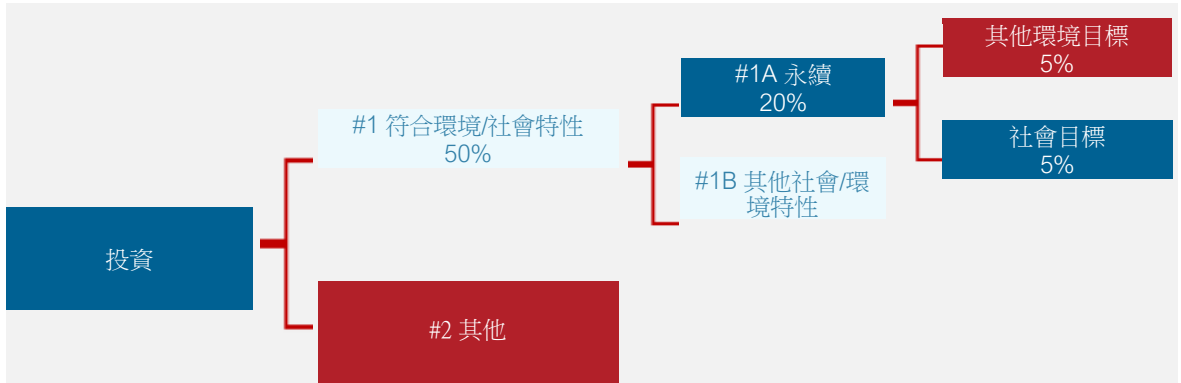 投資
#1 符合環境/社會特性
50%
#2 其他
#1A 永續
20%
#1B 其他社會/環
境特性
其他環境目標
5%
社會目標
5%